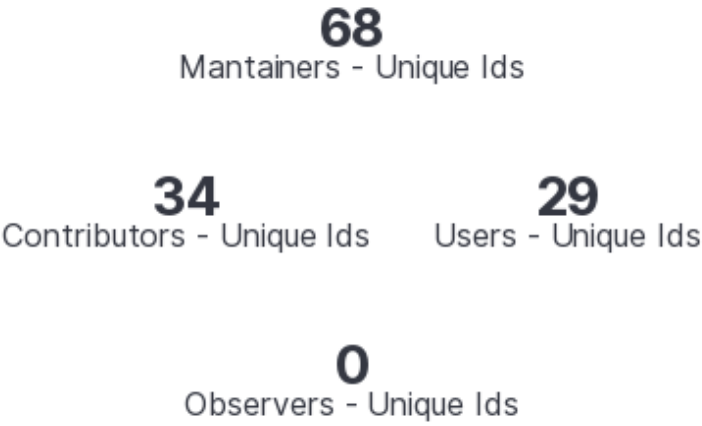 68
Mantainers - Unique Ids
34
Contributors - Unique Ids
29
Users - Unique Ids
0
Observers - Unique Ids